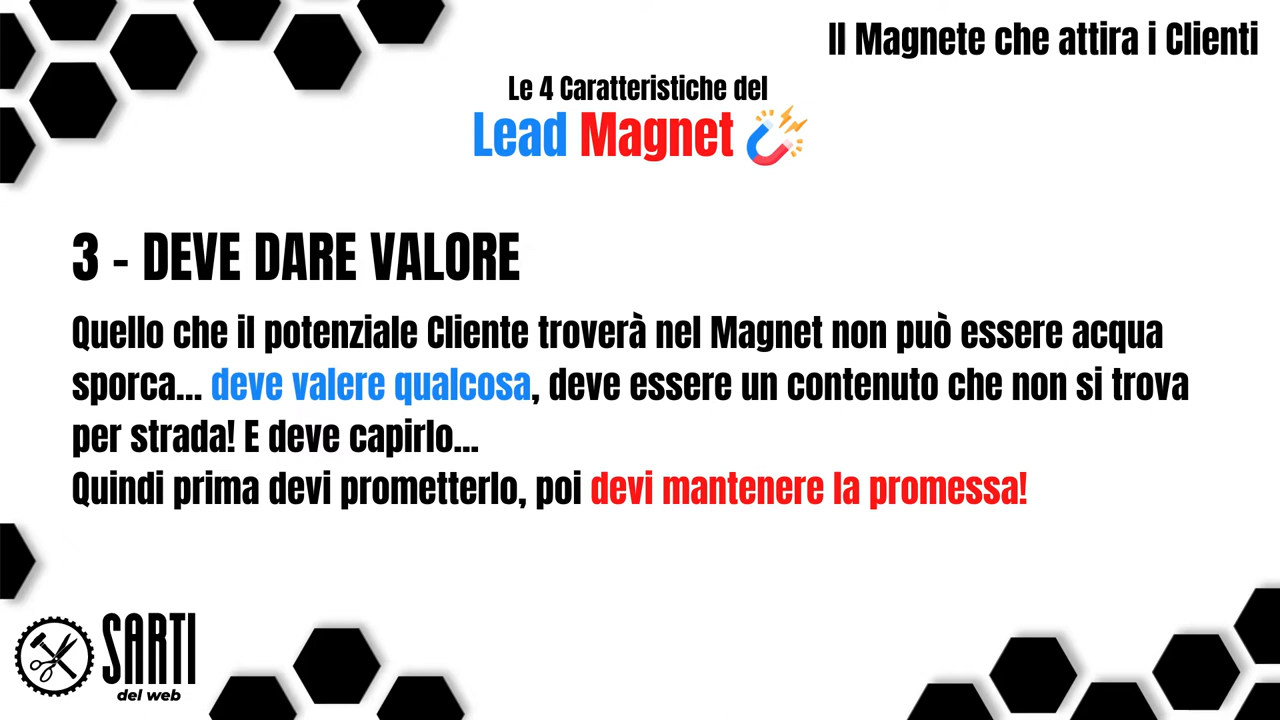 Il Magnete che attira i Clienti
Le 4 Caratteristiche del
Lead Magnet
3 - DEVE DARE VALORE
Quello che il potenziale Cliente troverà nel Magnet non può essere acqua
sporca... deve valere qualcosa, deve essere un contenuto che non si trova
per strada! E deve capirlo...
Quindi prima devi prometterlo, poi devi mantenere la promessa!
SARTI
del web